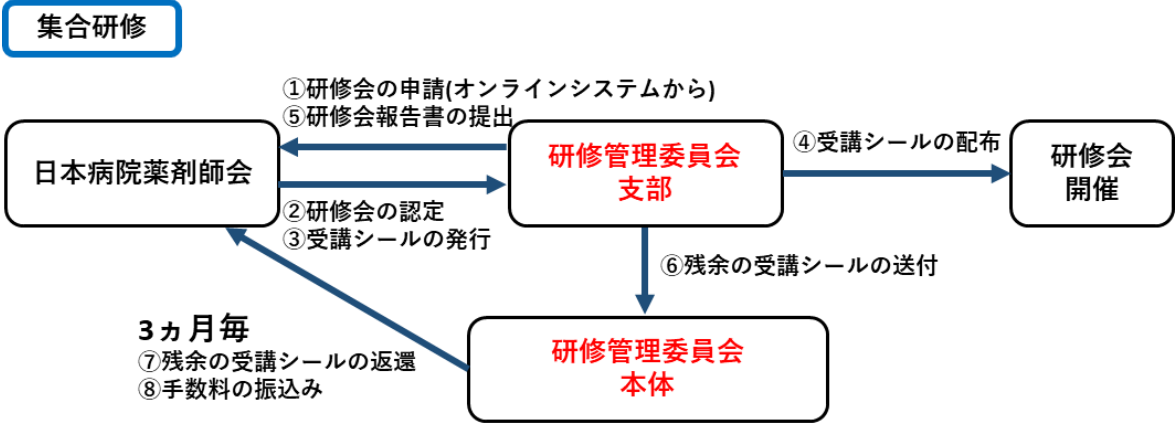 集合研修
①研修会の申請(オンラインシステムから)
⑤研修会報告書の提出
日本病院薬剤師会
研修管理委員会
支部
④受講シールの配布
研修会
開催
②研修会の認定
③受講シールの発行
⑥残余の受講シールの送付
3ヵ月毎
⑦残余の受講シールの返還
⑧手数料の振込み
研修管理委員会
本体